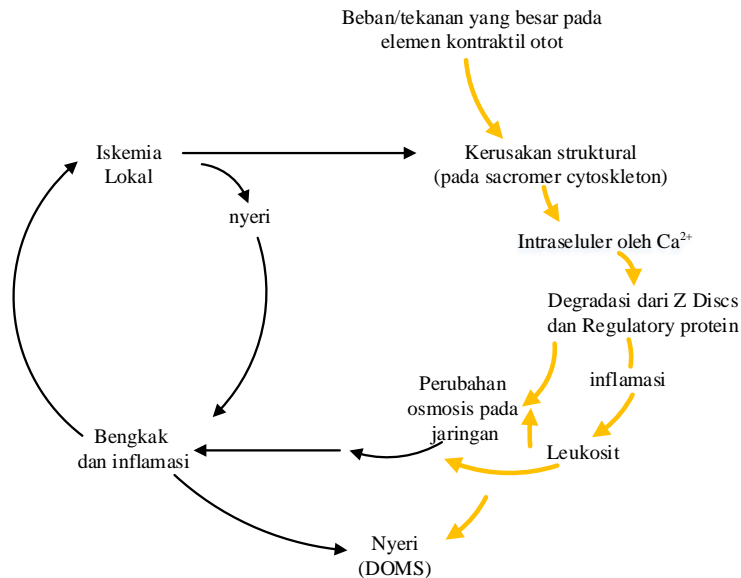 Beban/tekanan yang besar pada
elemen kontraktil otot
Iskemia
Lokal
Kerusakan struktural
(pada sacromer cytoskleton)
nyeri
Intraseluler oleh Ca²⁺
Degradasi dari Z Discs
dan Regulatory protein
inflamasi
Perubahan
osmosis pada
jaringan
Leukosit
Bengkak
dan inflamasi
Nyeri
(DOMS)